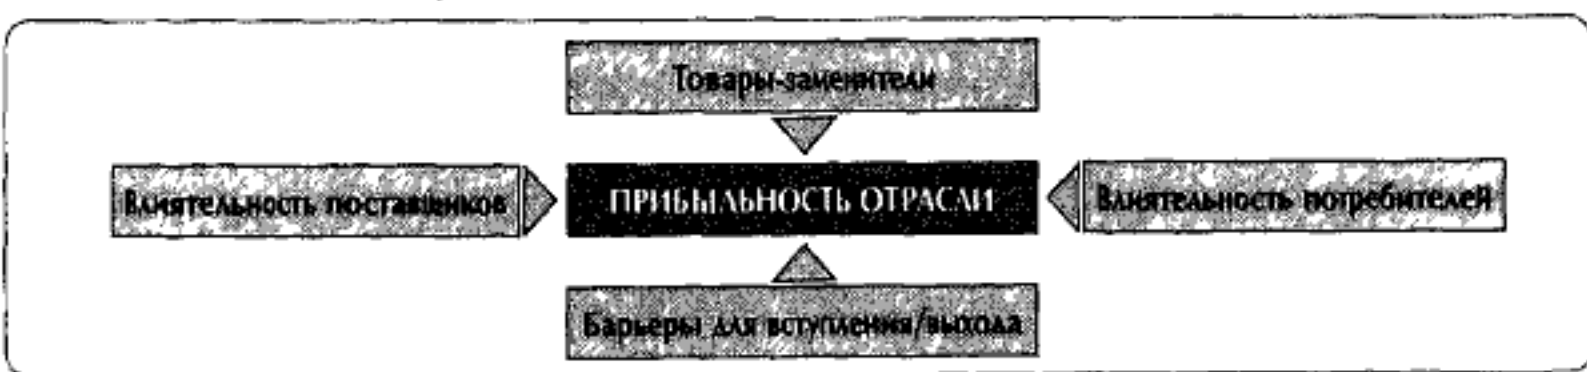 Товары-заменители
Влиятельность поставщиков
ПРИБЫЛЬНОСТЬ ОТРАСЛИ
Влиятельность потребителей
Барьеры для вступления/выхода